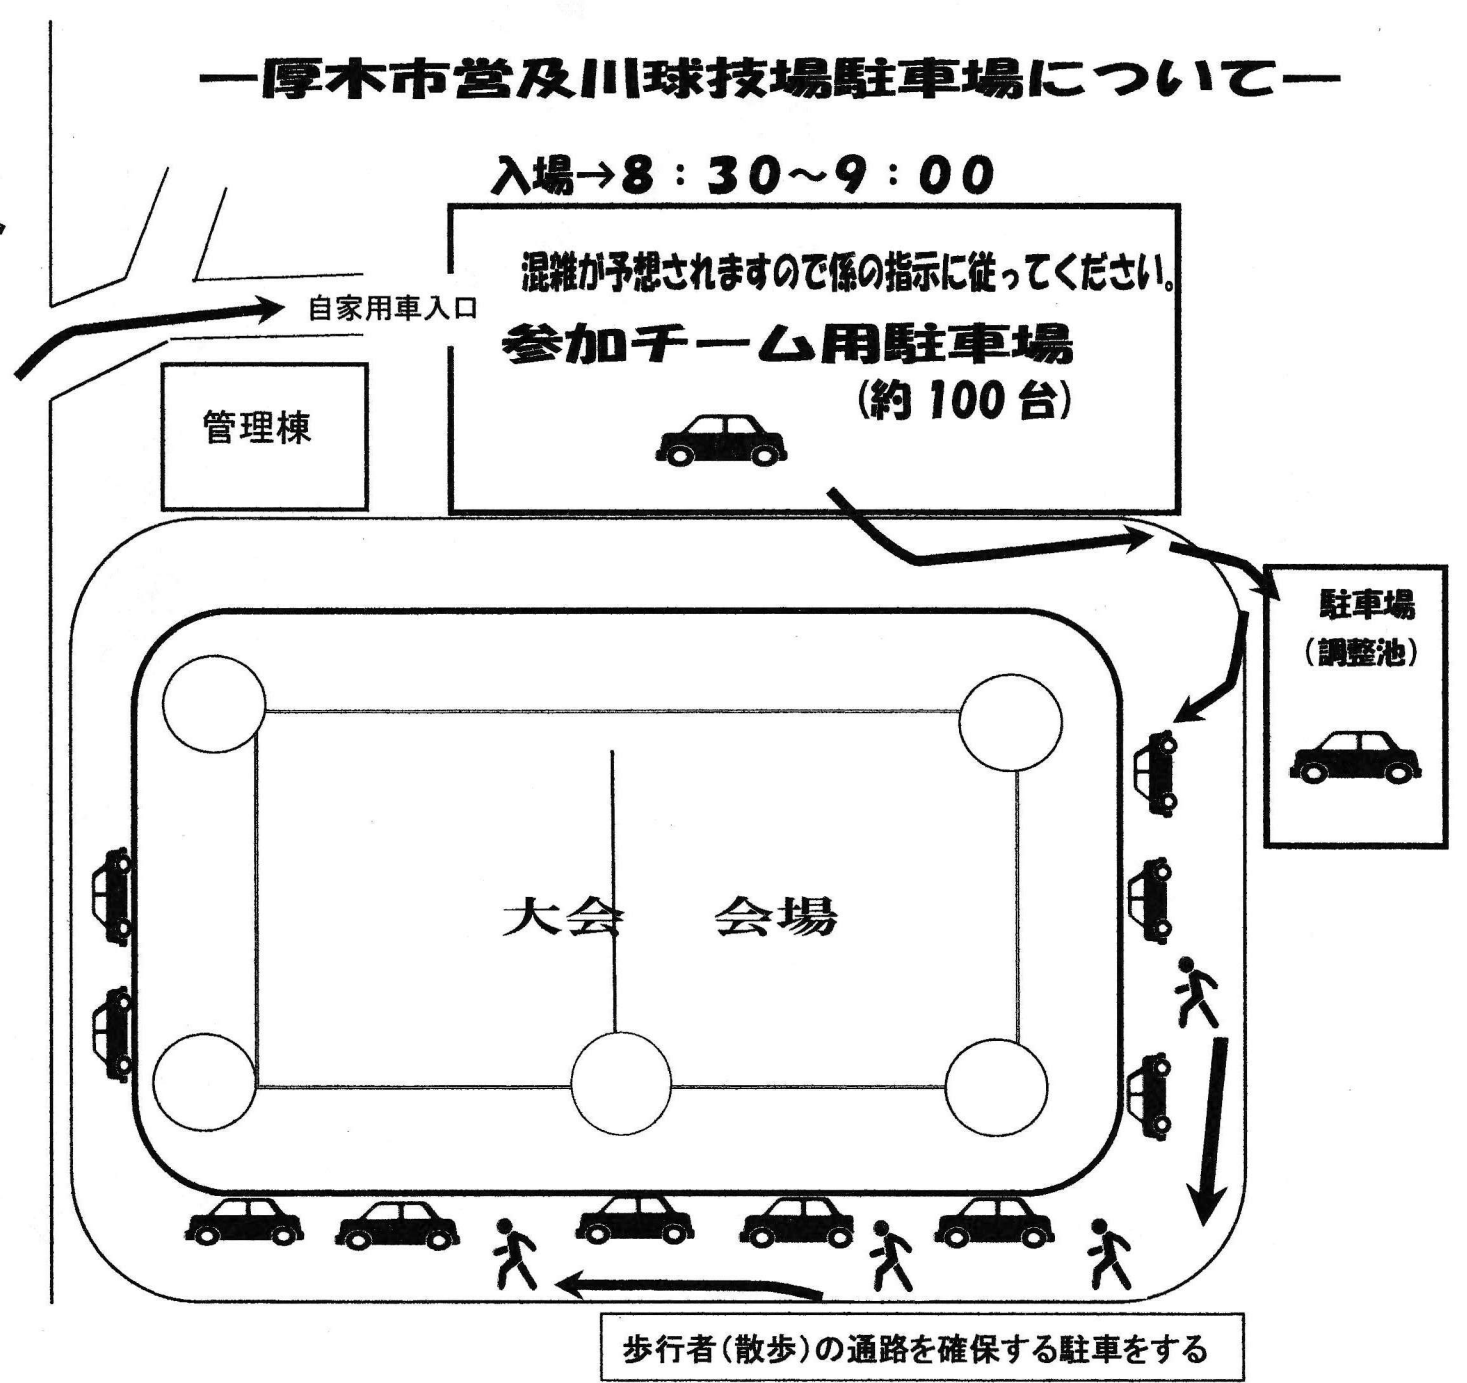 ―厚木市営及川球技場駐車場について―
入場→8：30～9：00
混雑が予想されますので係の指示に従ってください。
自家用車入口
参加チーム用駐車場
(約100台)
管理棟
駐車場
(調整池)
大会　会場
歩行者(散歩)の通路を確保する駐車をする